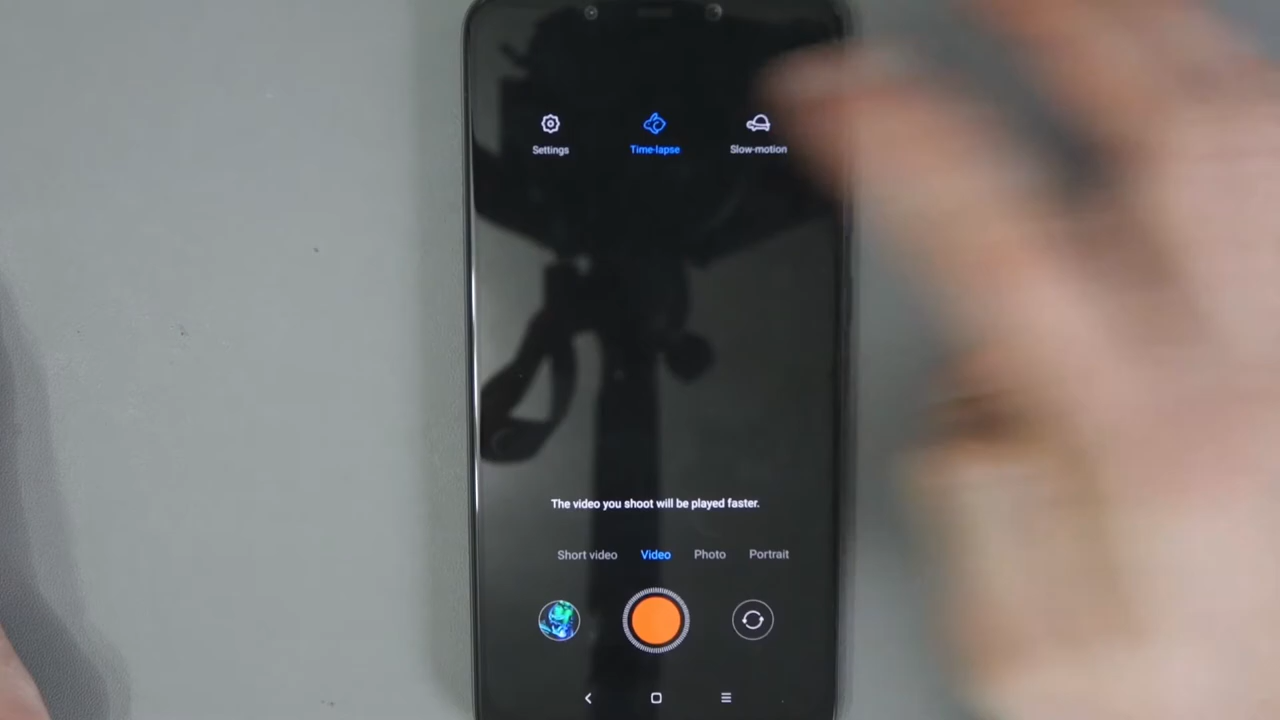 Settings
Time-lapse
Slow-motion
The video you shoot will be played faster.
Short video
Video
Photo
Portrait